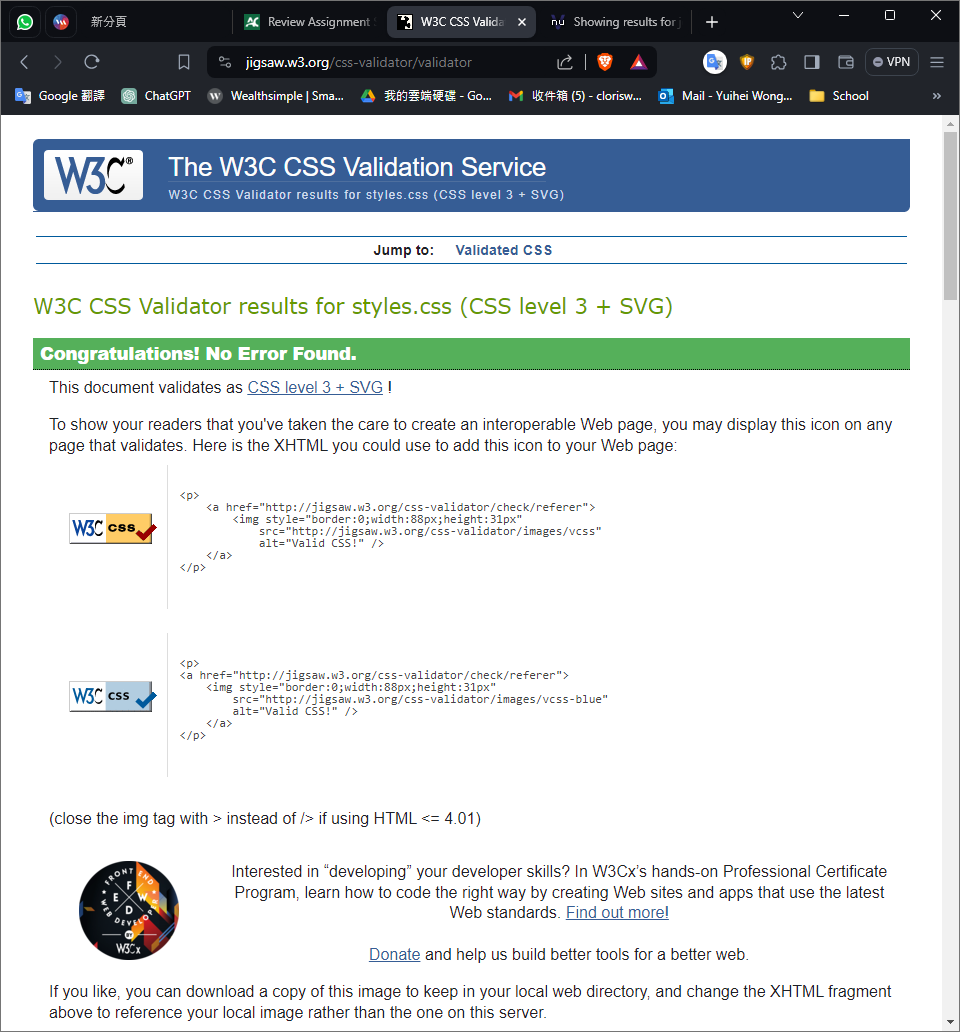 新分頁
Review Assignment
W3C CSS Valida
Showing results for j
jigsaw.w3.org/css-validator/validator
VPN
Google 翻譯
ChatGPT
Wealthsimple | Sma...
我的雲端硬碟 - Go...
收件箱 (5) - clorisw...
Mail - Yuihei Wong...
School
W3C®
The W3C CSS Validation Service
W3C CSS Validator results for styles.css (CSS level 3 + SVG)
Jump to: Validated CSS
W3C CSS Validator results for styles.css (CSS level 3 + SVG)
Congratulations! No Error Found.
This document validates as CSS level 3 + SVG !
To show your readers that you've taken the care to create an interoperable Web page, you may display this icon on any
page that validates. Here is the XHTML you could use to add this icon to your Web page:
W3C css
<p>
<a href="http://jigsaw.w3.org/css-validator/check/referer">
<img style="border:0;width:88px;height:31px"
src="http://jigsaw.w3.org/css-validator/images/vcss"
alt="Valid CSS!" />
</a>
</p>
W3C css
<p>
<a href="http://jigsaw.w3.org/css-validator/check/referer">
<img style="border:0;width:88px;height:31px"
src="http://jigsaw.w3.org/css-validator/images/vcss-blue"
alt="Valid CSS!" />
</a>
</p>
(close the img tag with > instead of /> if using HTML <= 4.01)
FRONT END
WEB DEVELOPER
F E W D
BY
W3Cx
Interested in “developing” your developer skills? In W3Cx’s hands-on Professional Certificate
Program, learn how to code the right way by creating Web sites and apps that use the latest
Web standards. Find out more!
Donate and help us build better tools for a better web.
If you like, you can download a copy of this image to keep in your local web directory, and change the XHTML fragment
above to reference your local image rather than the one on this server.